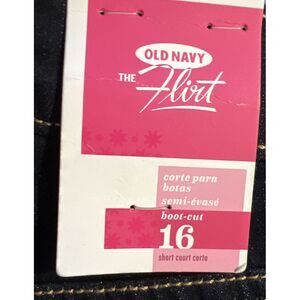 OLD NAVY
THE Flirt
corte para
botas
semi-évasé
boot-cut
16
short court corto